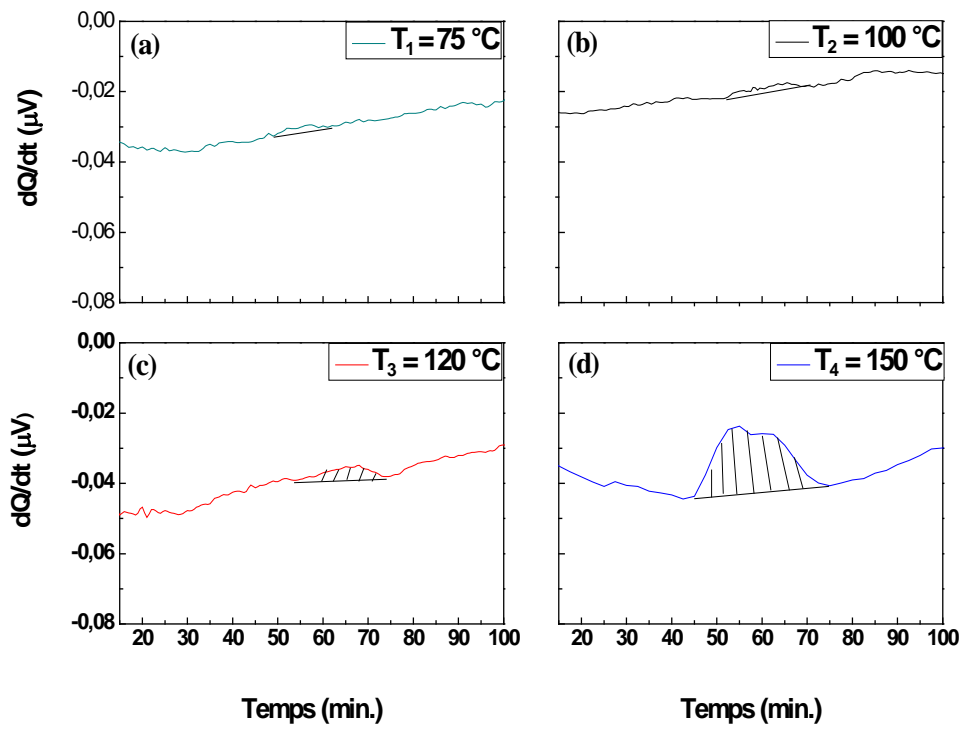 (a)
T₁ = 75 °C
0,00
-0,02
-0,04
-0,06
-0,08
dQ/dt (μV)
(b)
T₂ = 100 °C
(c)
T₃ = 120 °C
0,00
-0,02
-0,04
-0,06
-0,08
dQ/dt (μV)
20 30 40 50 60 70 80 90 100
Temps (min.)
(d)
T₄ = 150 °C
20 30 40 50 60 70 80 90 100
Temps (min.)